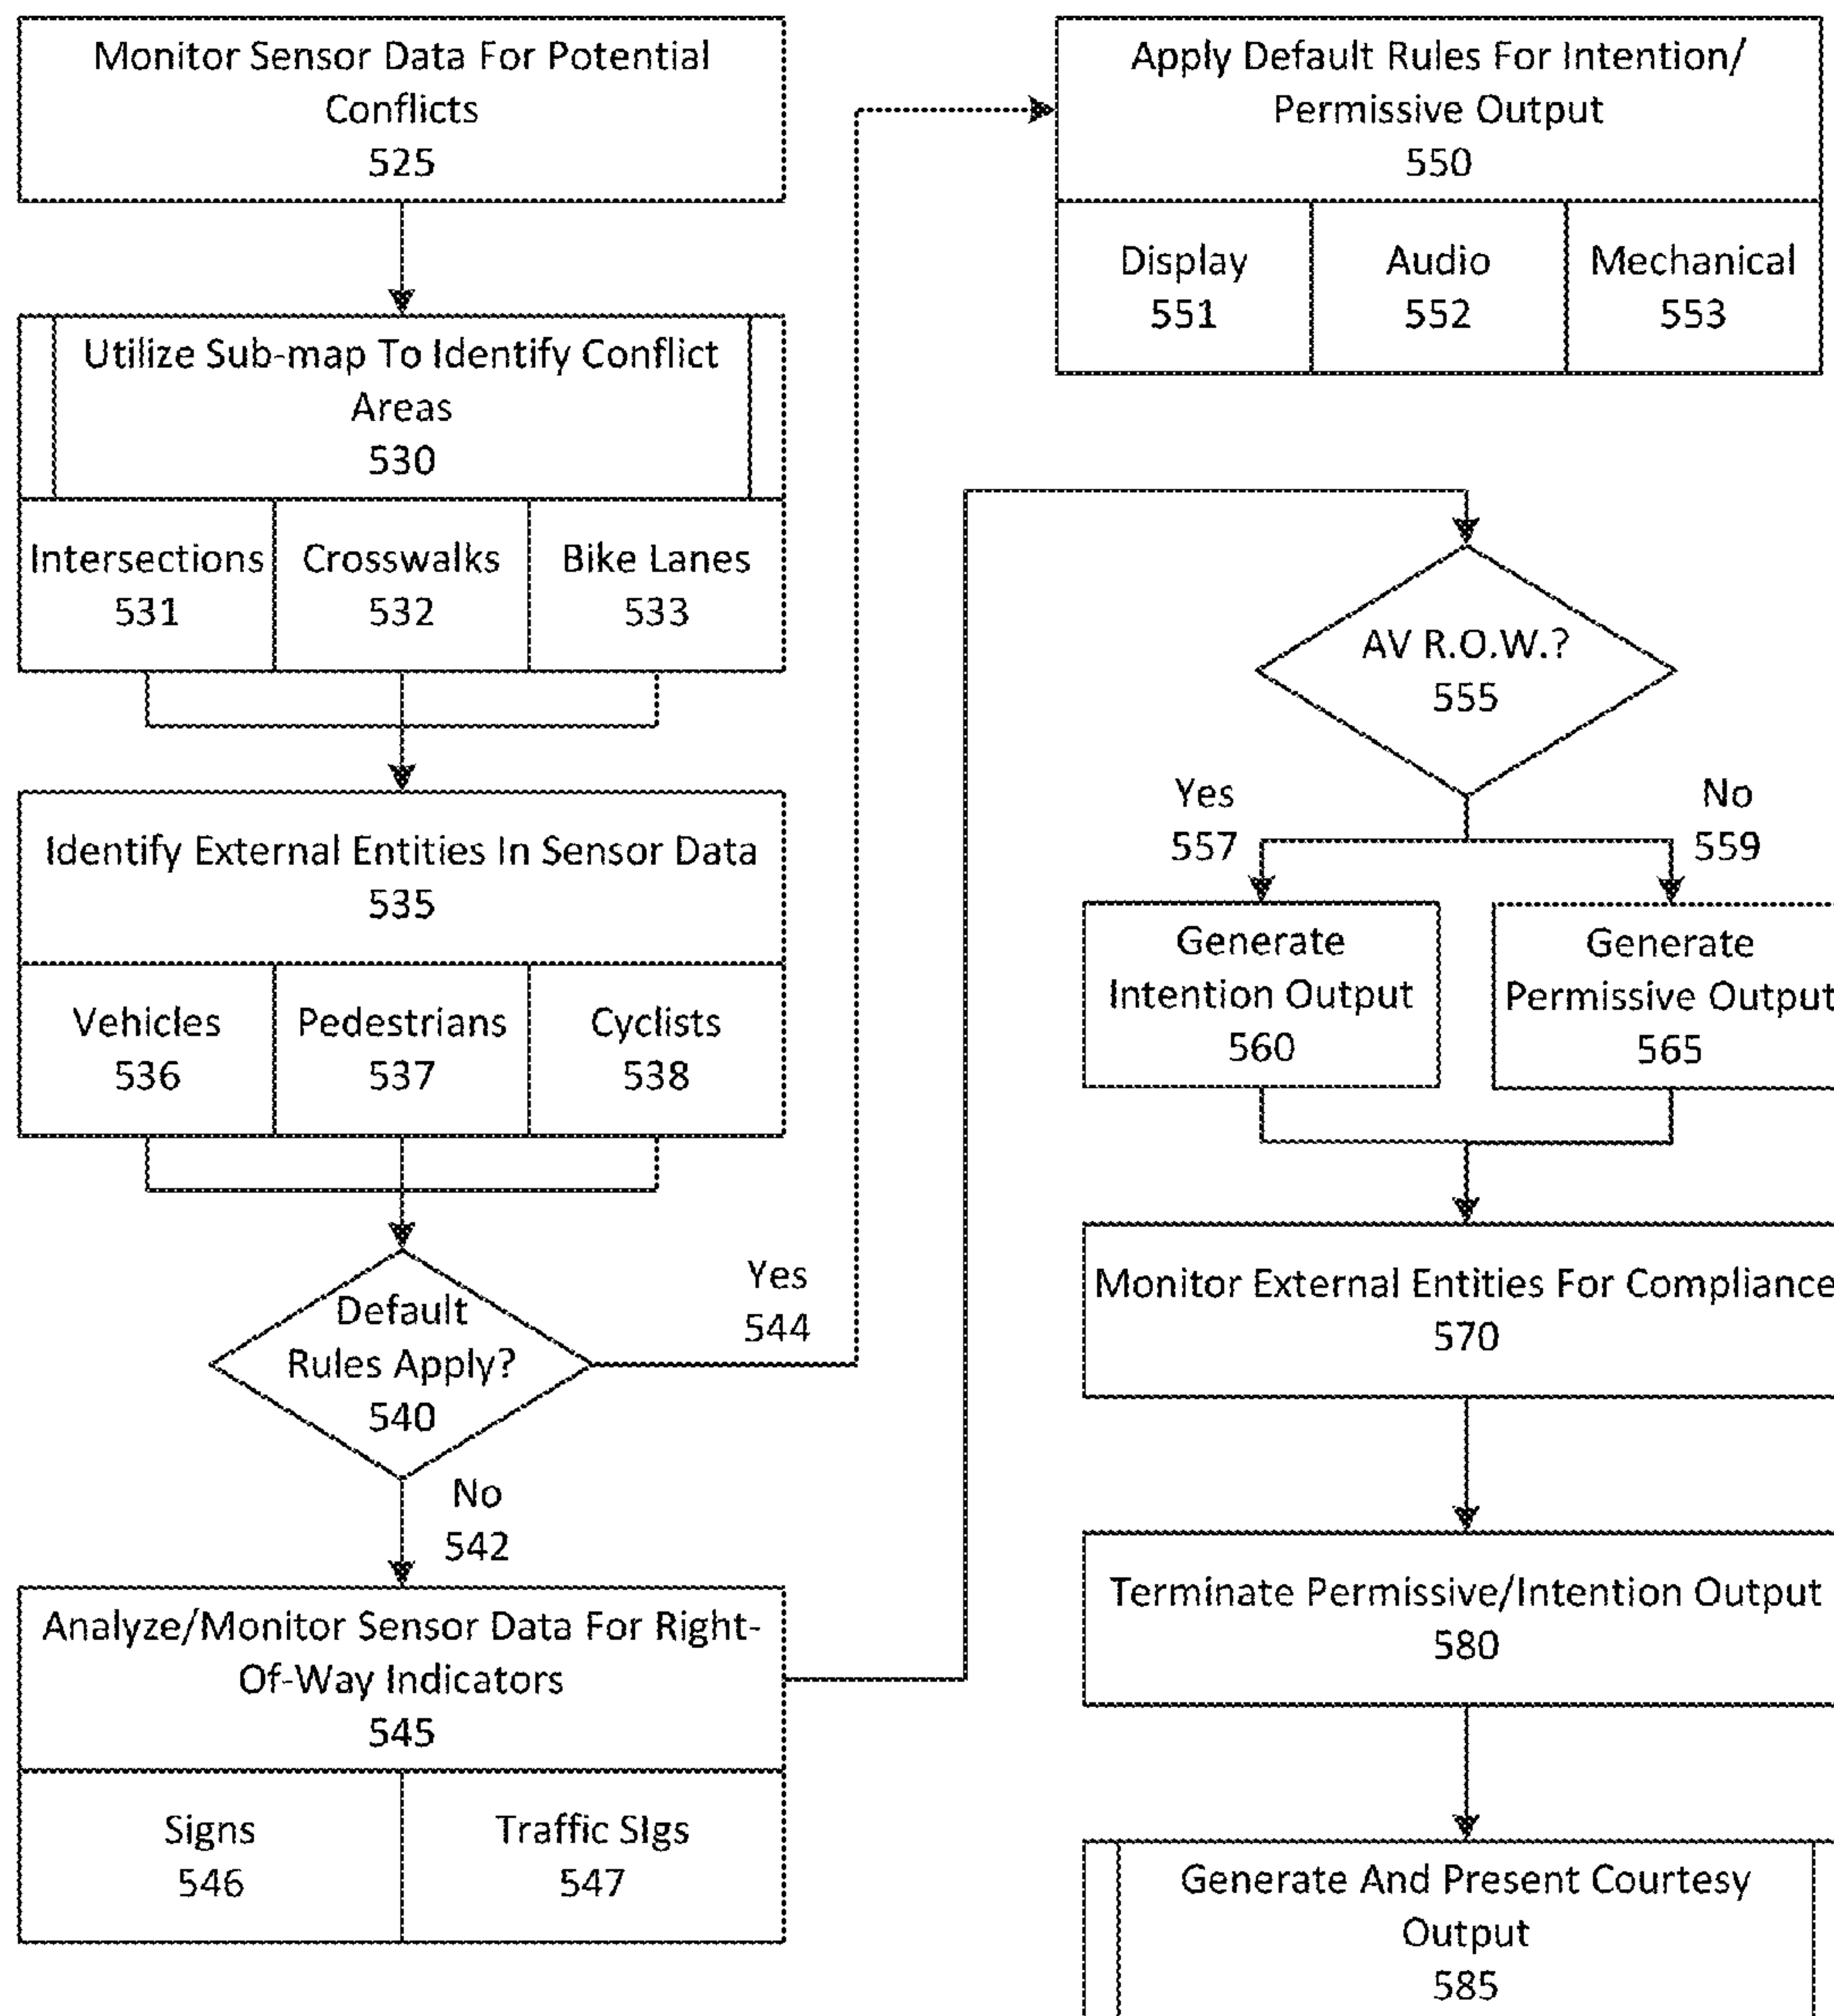 Monitor Sensor Data For Potential
Conflicts
525
Utilize Sub-map To Identify Conflict
Areas
530
Intersections
531
Crosswalks
532
Bike Lanes
533
Identify External Entities In Sensor Data
535
Vehicles
536
Pedestrians
537
Cyclists
538
Default
Rules Apply?
540
Yes
544
No
542
Analyze/Monitor Sensor Data For Right-
Of-Way Indicators
545
Signs
546
Traffic SIgs
547
Apply Default Rules For Intention/
Permissive Output
550
Display
551
Audio
552
Mechanical
553
AV R.O.W.?
555
Yes
557
No
559
Generate
Intention Output
560
Generate
Permissive Output
565
Monitor External Entities For Compliance
570
Terminate Permissive/Intention Output
580
Generate And Present Courtesy
Output
585